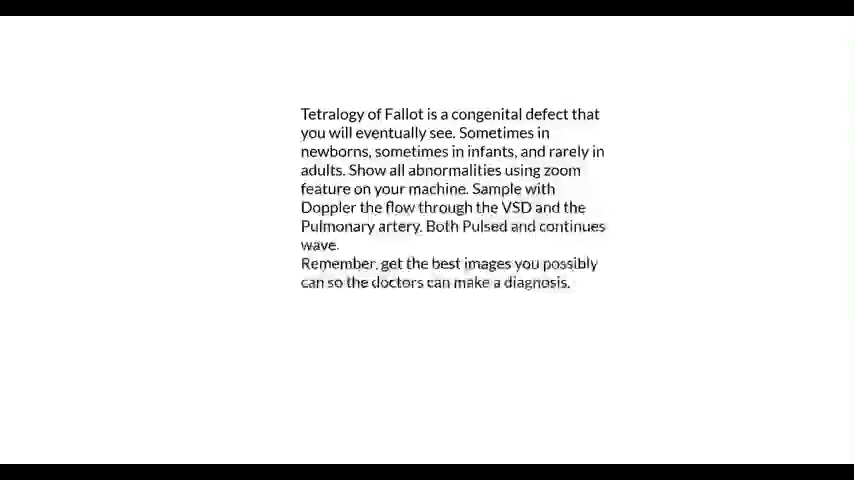 Tetralogy of Fallot is a congenital defect that
you will eventually see. Sometimes in
newborns, sometimes in infants, and rarely in
adults. Show all abnormalities using zoom
feature on your machine. Sample with
Doppler the flow through the VSD and the
Pulmonary artery. Both Pulsed and continues
wave.
Remember, get the best images you possibly
can so the doctors can make a diagnosis.